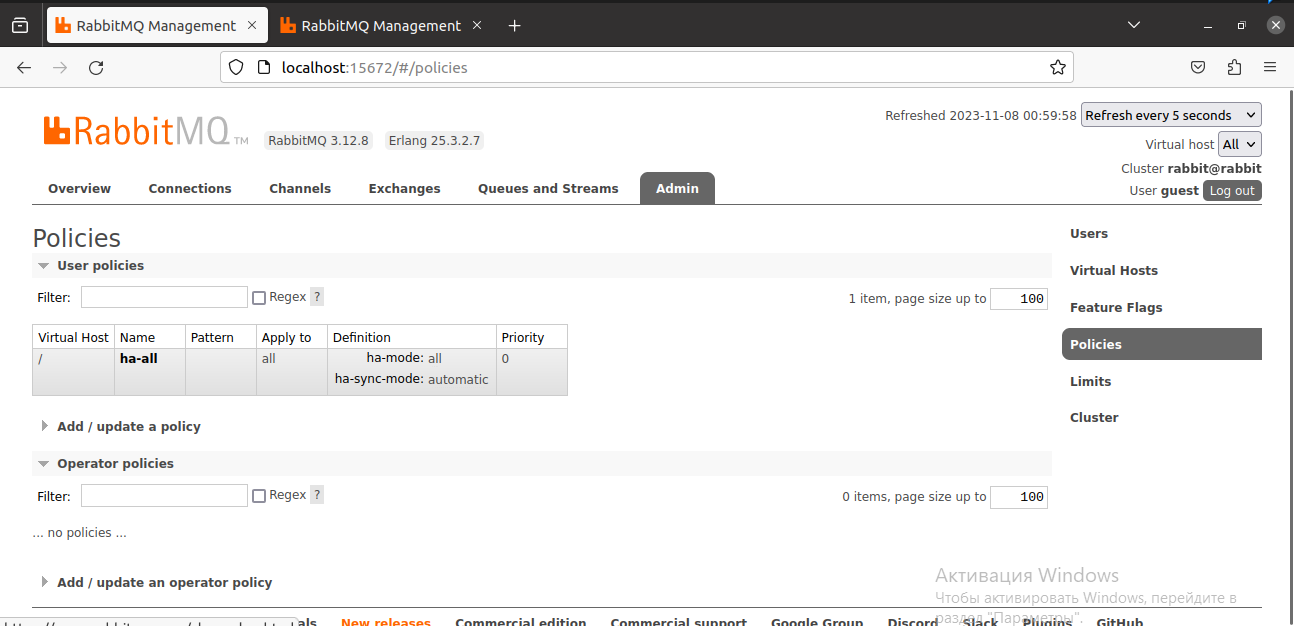 RabbitMQ Management
RabbitMQ Management
localhost:15672/#/policies
RabbitMQ TM
RabbitMQ 3.12.8
Erlang 25.3.2.7
Refreshed 2023-11-08 00:59:58
Refresh every 5 seconds
Virtual host All
Cluster rabbit@rabbit
User guest Log out
Overview Connections Channels Exchanges Queues and Streams Admin
Policies
User policies
Filter: Regex ?
1 item, page size up to 100
Virtual Host Name Pattern Apply to Definition Priority
/ ha-all all ha-mode: all 0
ha-sync-mode: automatic
Add / update a policy
Operator policies
Filter: Regex ?
0 items, page size up to 100
... no policies ...
Add / update an operator policy
Users
Virtual Hosts
Feature Flags
Policies
Limits
Cluster
Активация Windows
Чтобы активировать Windows, перейдите в
раздел "Параметры".
New releases Commercial edition Commercial support Google Group Discord Slack Plugins GitHub